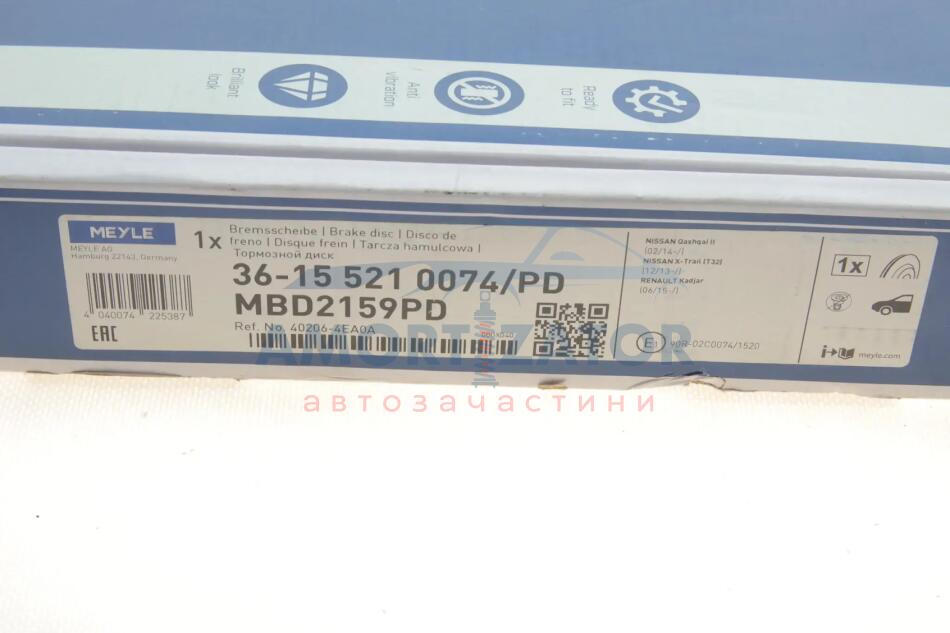 Brilliant
look
Anti
vibration
Ready
to fit
MEYLE
MEYLE AG
Hamburg 22143, Germany
4 040074 225387
EAC
1x
Bremsscheibe | Brake disc | Disco de
freno | Disque frein | Tarcza hamulcowa |
Тормозной диск
36-15 521 0074/PD
MBD2159PD
Ref. No. 40206-4EA0A
NISSAN Qashqai II
(02/14-/)
NISSAN X-Trail (T32)
(12/13-/)
RENAULT Kadjar
(06/15-/)
E1 90R-02C0074/1520
1x
meyle.com
AMORTIZATOR
автозачастини